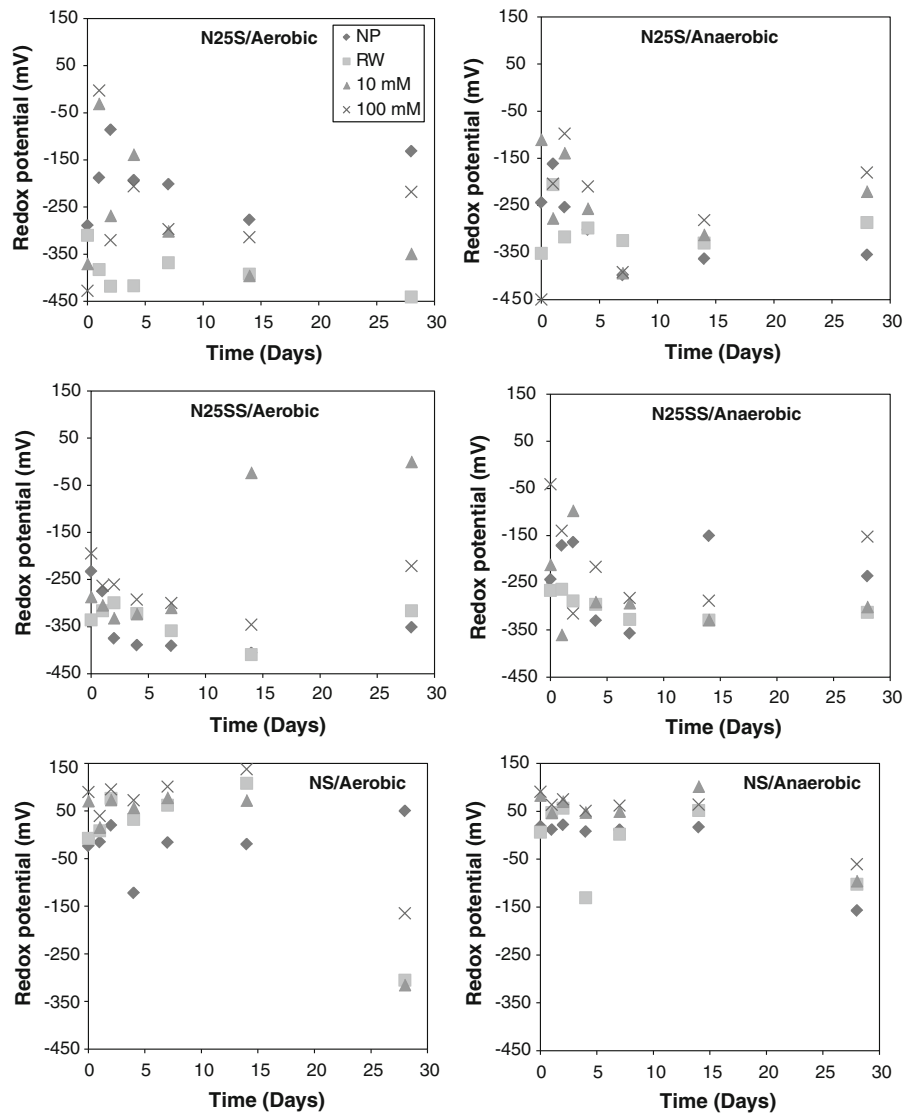 N25S/Aerobic
NP
RW
10 mM
100 mM
150
50
-50
-150
-250
-350
-450
Redox potential (mV)
0 5 10 15 20 25 30
Time (Days)
N25S/Anaerobic
150
50
-50
-150
-250
-350
-450
Redox potential (mV)
0 5 10 15 20 25 30
Time (Days)
N25SS/Aerobic
150
50
-50
-150
-250
-350
-450
Redox potential (mV)
0 5 10 15 20 25 30
Time (Days)
N25SS/Anaerobic
150
50
-50
-150
-250
-350
-450
Redox potential (mV)
0 5 10 15 20 25 30
Time (Days)
NS/Aerobic
150
50
-50
-150
-250
-350
-450
Redox potential (mV)
0 5 10 15 20 25 30
Time (Days)
NS/Anaerobic
150
50
-50
-150
-250
-350
-450
Redox potential (mV)
0 5 10 15 20 25 30
Time (Days)